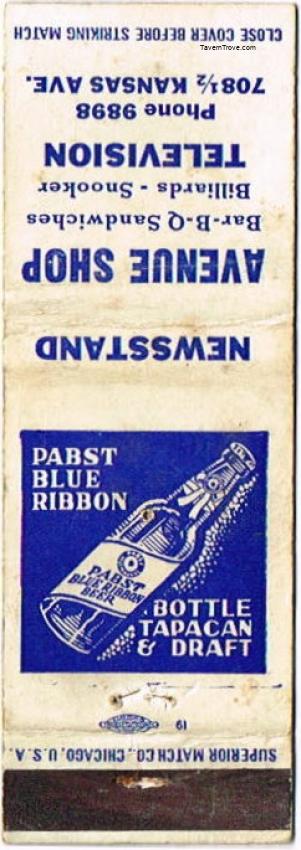 CLOSE COVER BEFORE STRIKING MATCH
TavernTrove.com
708½ KANSAS AVE.
Phone 9898
TELEVISION
Billiards - Snooker
Bar-B-Q Sandwiches
AVENUE SHOP
NEWSSTAND
PABST
BLUE
RIBBON
PABST
BLUE RIBBON
BEER
BOTTLE
TAPACAN
& DRAFT
19
SUPERIOR MATCH CO., CHICAGO, U.S.A.